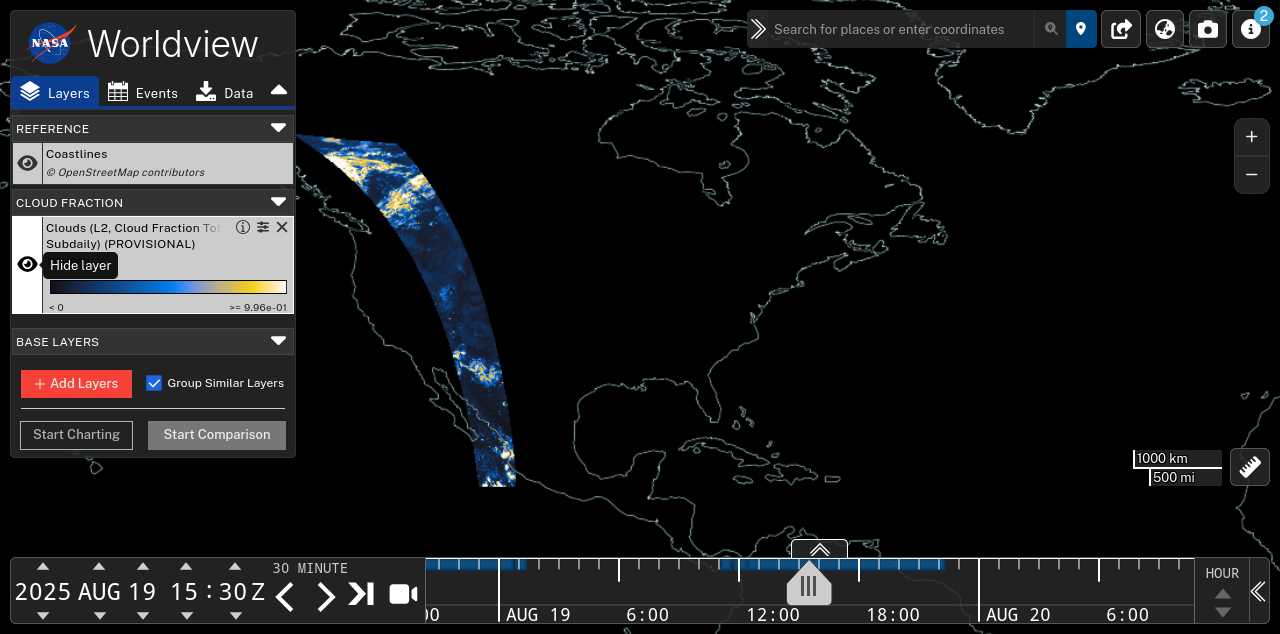 NASA
Worldview
Layers
Events
Data
REFERENCE
Coastlines
© OpenStreetMap contributors
CLOUD FRACTION
Clouds (L2, Cloud Fraction Tot
Subdaily) (PROVISIONAL)
Hide layer
< 0
>= 9.96e-01
BASE LAYERS
+ Add Layers
Group Similar Layers
Start Charting
Start Comparison
Search for places or enter coordinates
2
+
−
1000 km
500 mi
2025 AUG 19 15 : 30 Z
30 MINUTE
00
AUG 19
6:00
12:00
18:00
AUG 20
6:00
HOUR